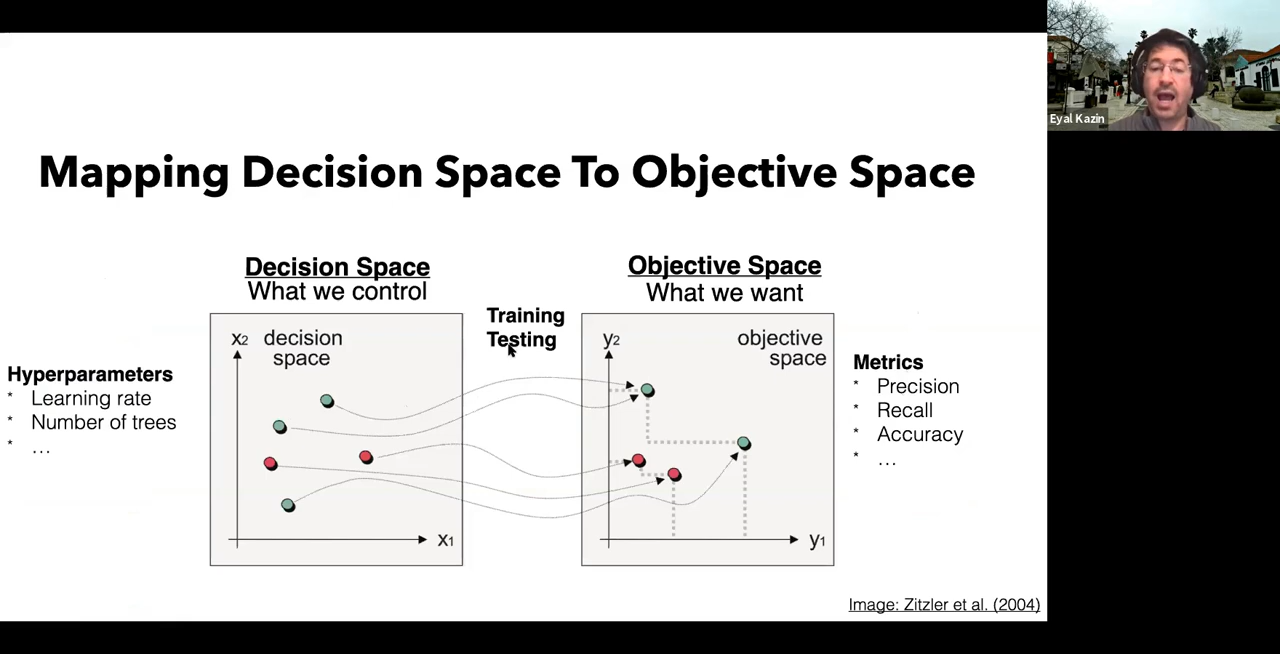 Eyal Kazin
Mapping Decision Space To Objective Space
Decision Space
What we control
Objective Space
What we want
Training
Testing
x2 decision
space
x1
y2 objective
space
y1
Hyperparameters
* Learning rate
* Number of trees
* ...
Metrics
* Precision
* Recall
* Accuracy
* ...
Image: Zitzler et al. (2004)